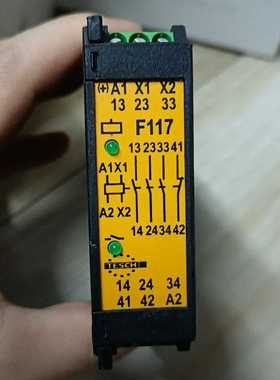 (+) A1 X1 X2
13 23 33
F117
13 23 33 41
A1 X1
A2 X2
14 24 34 42
TESCH
14 24 34
41 42 A2